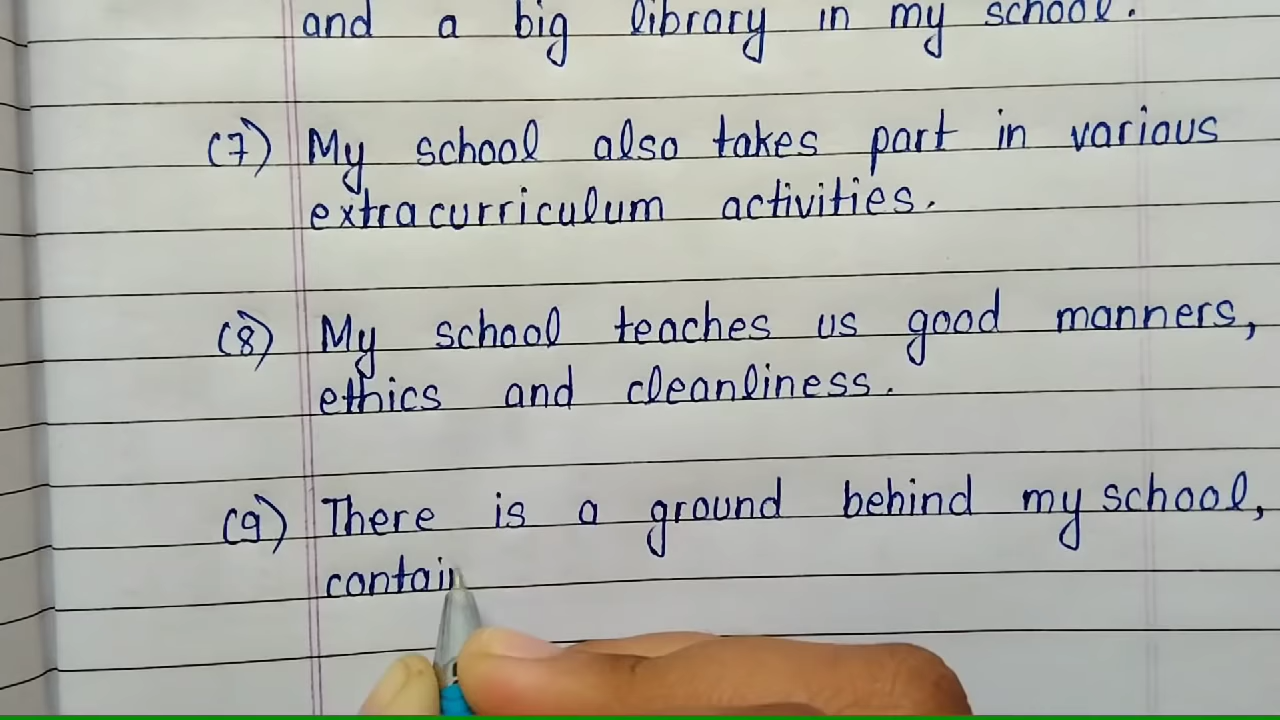 and a big library in my school.
(7) My school also takes part in various
extracurriculum activities.
(8) My school teaches us good manners,
ethics and cleanliness.
(9) There is a ground behind my school,
contain